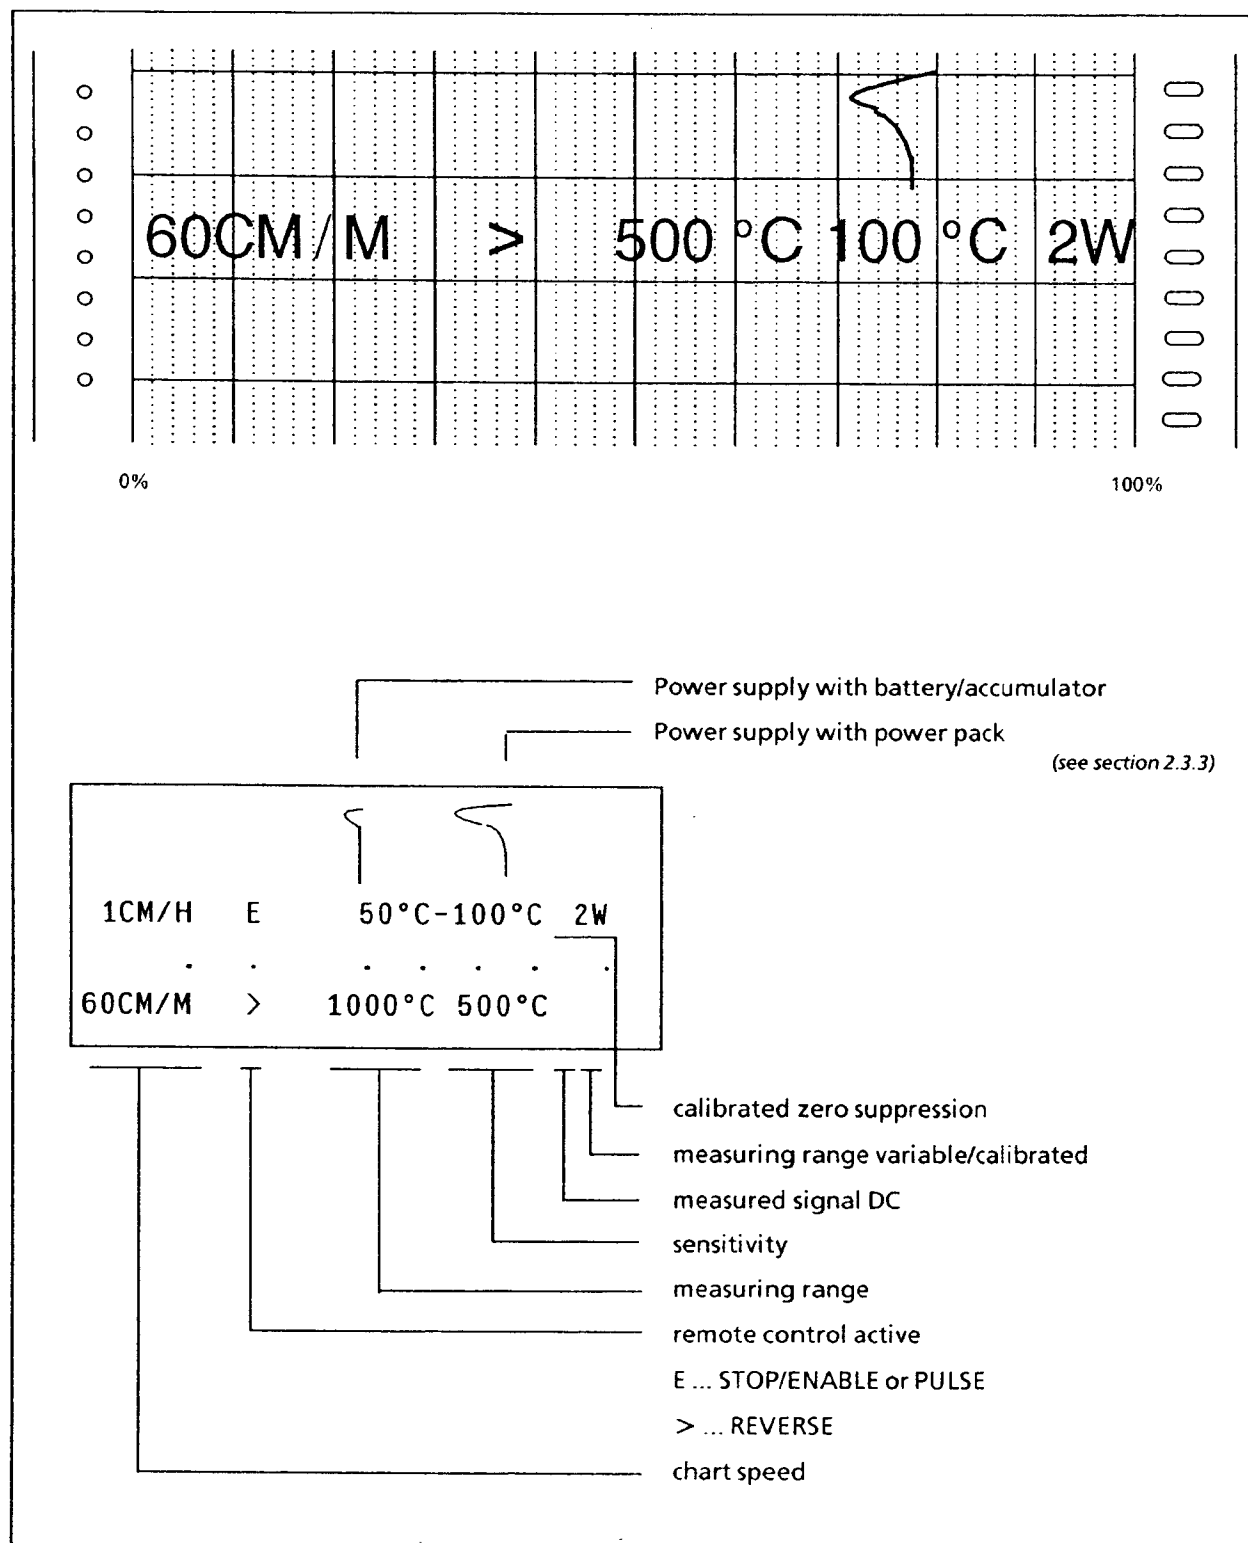 60CM/M > 500 °C 100 °C 2W
0% 100%
Power supply with battery/accumulator
Power supply with power pack
(see section 2.3.3)
1CM/H E 50°C-100°C 2W
. . . . . . .
60CM/M > 1000°C 500°C
calibrated zero suppression
measuring range variable/calibrated
measured signal DC
sensitivity
measuring range
remote control active
E ... STOP/ENABLE or PULSE
> ... REVERSE
chart speed